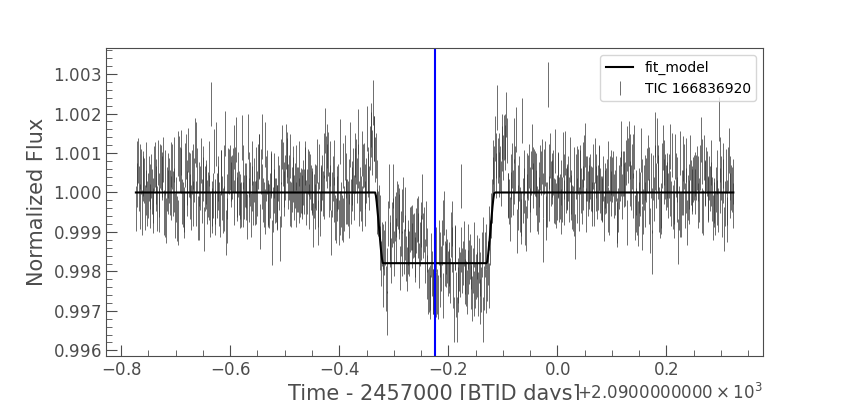 1.003
1.002
1.001
1.000
0.999
0.998
0.997
0.996
Normalized Flux
fit_model
TIC 166836920
−0.8 −0.6 −0.4 −0.2 0.0 0.2
Time - 2457000 [BTJD days]
+2.0900000000 × 10³